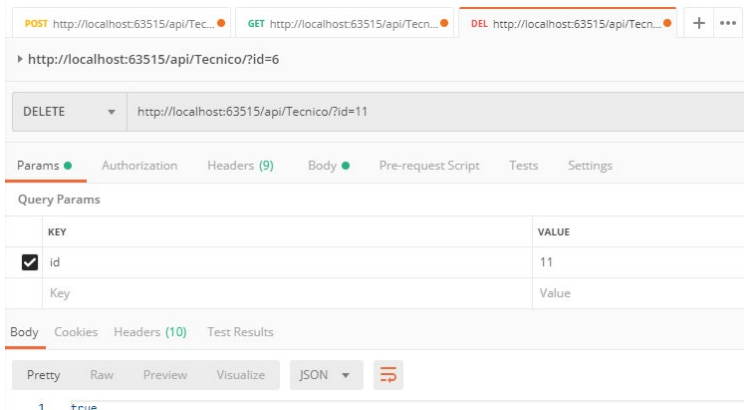 POST http://localhost:63515/api/Tec... GET http://localhost:63515/api/Tecn... DEL http://localhost:63515/api/Tecn... + •••
http://localhost:63515/api/Tecnico/?id=6
DELETE http://localhost:63515/api/Tecnico/?id=11
Params Authorization Headers (9) Body Pre-request Script Tests Settings
Query Params
KEY VALUE
id 11
Key Value
Body Cookies Headers (10) Test Results
Pretty Raw Preview Visualize JSON
1 true